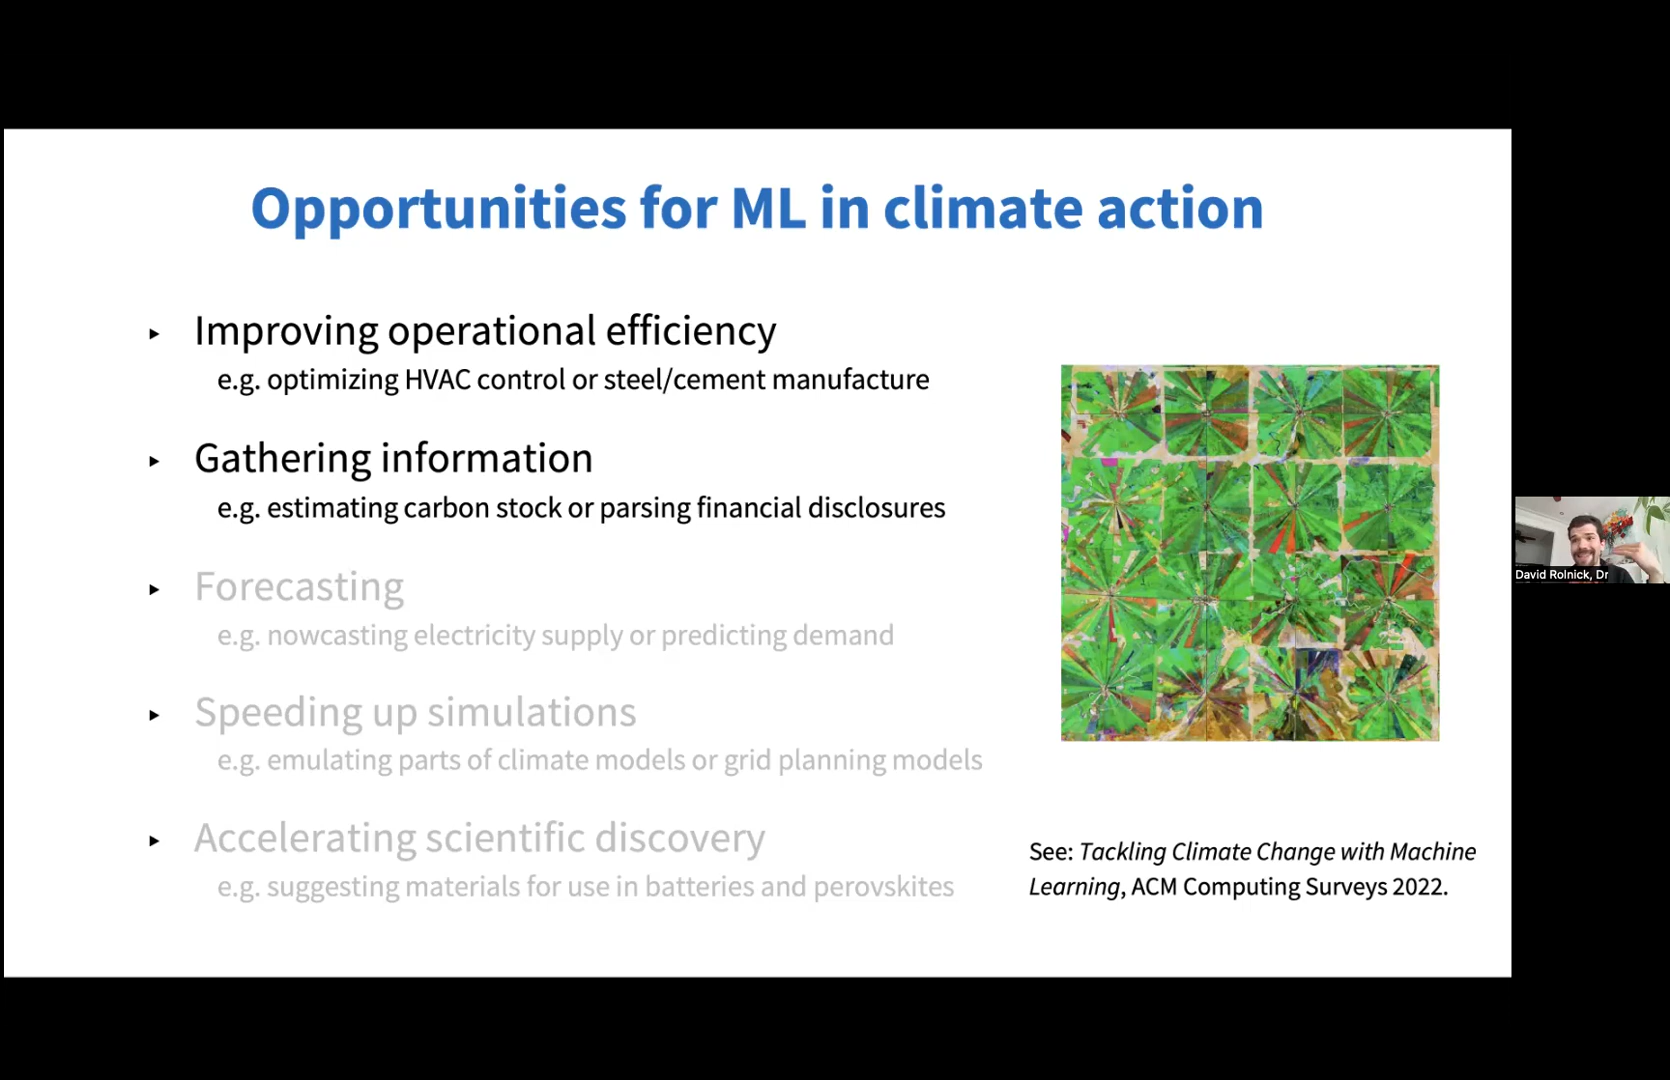 Opportunities for ML in climate action
Improving operational efficiency
e.g. optimizing HVAC control or steel/cement manufacture
Gathering information
e.g. estimating carbon stock or parsing financial disclosures
Forecasting
e.g. nowcasting electricity supply or predicting demand
Speeding up simulations
e.g. emulating parts of climate models or grid planning models
Accelerating scientific discovery
e.g. suggesting materials for use in batteries and perovskites
See: Tackling Climate Change with Machine
Learning, ACM Computing Surveys 2022.
David Rolnick, Dr